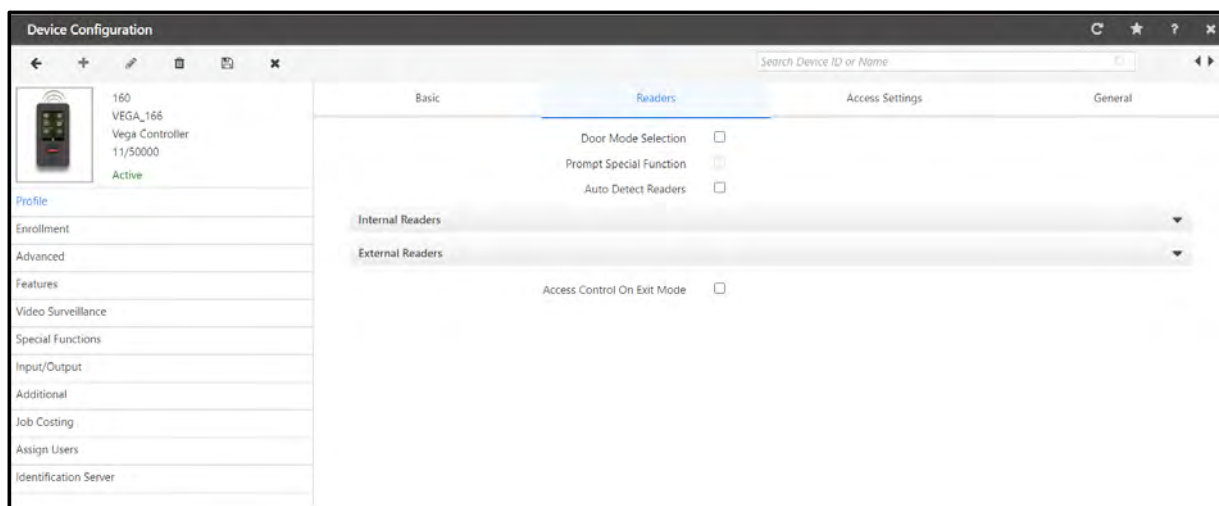 Device Configuration
Search Device ID or Name
160
VEGA_166
Vega Controller
11/50000
Active
Profile
Enrollment
Advanced
Features
Video Surveillance
Special Functions
Input/Output
Additional
Job Costing
Assign Users
Identification Server
Basic Readers Access Settings General
Door Mode Selection
Prompt Special Function
Auto Detect Readers
Internal Readers
External Readers
Access Control On Exit Mode